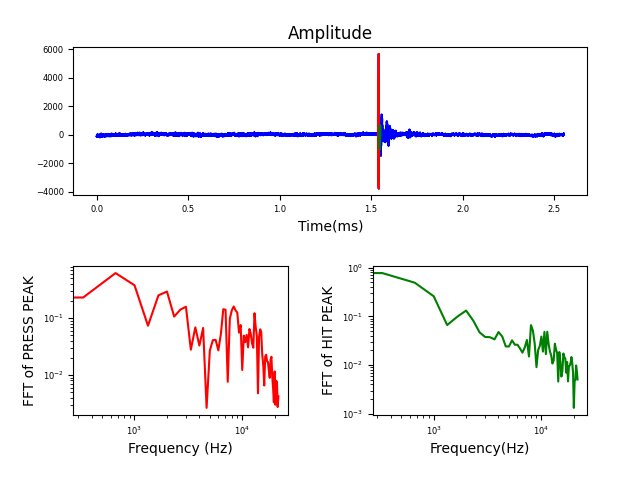 Amplitude
6000
4000
2000
0
−2000
−4000
0.0 0.5 1.0 1.5 2.0 2.5
Time(ms)
FFT of PRESS PEAK
10⁻¹
10⁻²
10³ 10⁴
Frequency (Hz)
FFT of HIT PEAK
10⁰
10⁻¹
10⁻²
10⁻³
10³ 10⁴
Frequency(Hz)